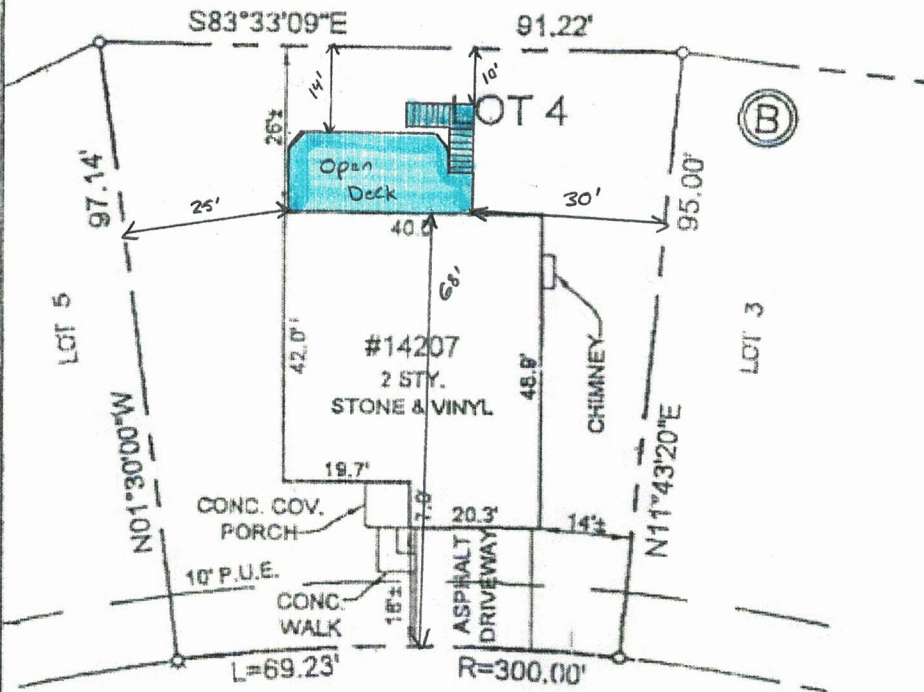 S83°33'09"E
91.22'
14'
10'
26'±
LOT 4
B
Open
Deck
97.14'
95.00'
25'
30'
40.0'
68'
LOT 5
LOT 3
42.0'
#14207
2 STY.
STONE & VINYL
48.9'
CHIMNEY
N01°30'00"W
N11°43'20"E
19.7'
CONC. COV.
PORCH
7.0'
20.3'
14'±
10' P.U.E.
CONC.
WALK
18'±
ASPHALT
DRIVEWAY
L=69.23'
R=300.00'